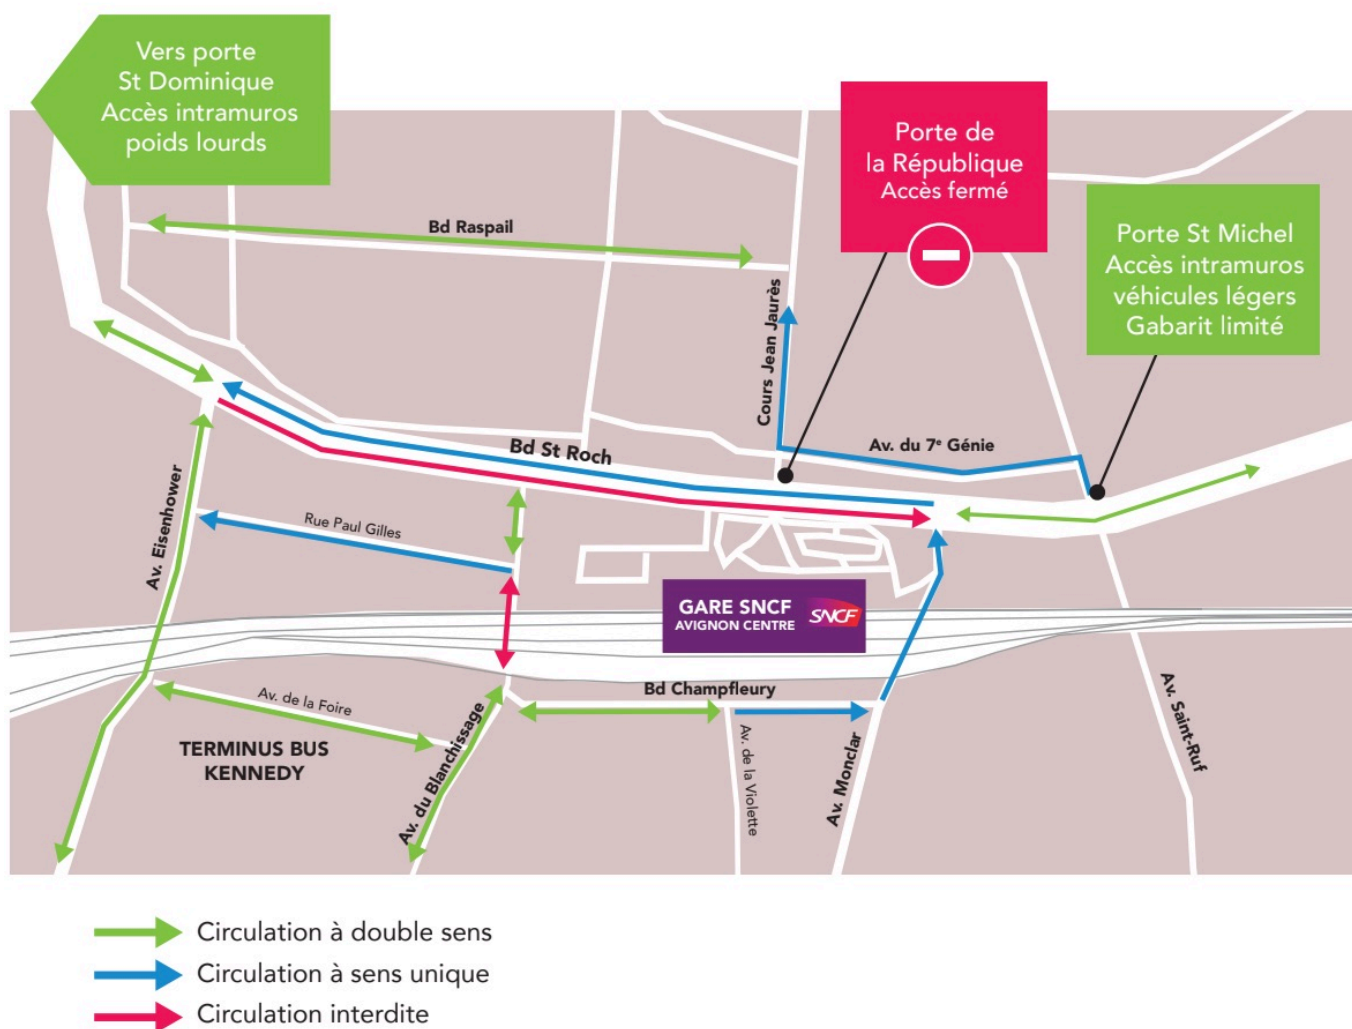 Vers porte
St Dominique
Accès intramuros
poids lourds
Porte de
la République
Accès fermé
Porte St Michel
Accès intramuros
véhicules légers
Gabarit limité
Bd Raspail
Cours Jean Jaurès
Av. du 7e Génie
Bd St Roch
Av. Eisenhower
Rue Paul Gilles
GARE SNCF
AVIGNON CENTRE
SNCF
Bd Champfleury
Av. de la Foire
TERMINUS BUS
KENNEDY
Av. du Blanchissage
Av. de la Violette
Av. Monclar
Av. Saint-Ruf
Circulation à double sens
Circulation à sens unique
Circulation interdite